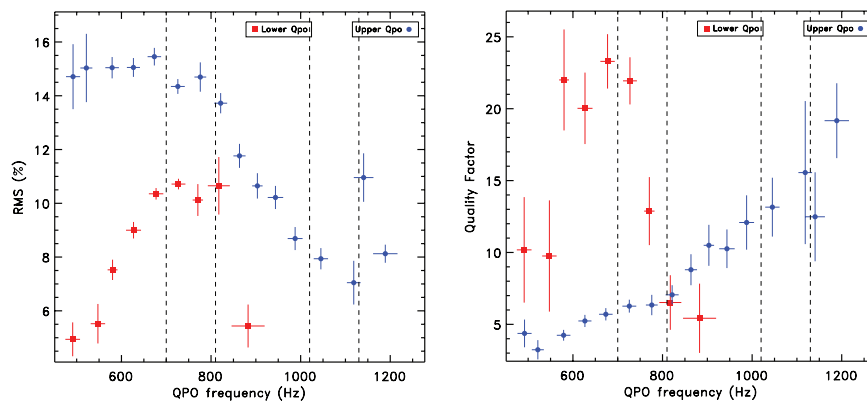 Lower Qpo
Upper Qpo
16
14
12
10
8
6
RMS (%)
600
800
1000
1200
QPO frequency (Hz)
Lower Qpo
Upper Qpo
25
20
15
10
5
Quality Factor
600
800
1000
1200
QPO frequency (Hz)